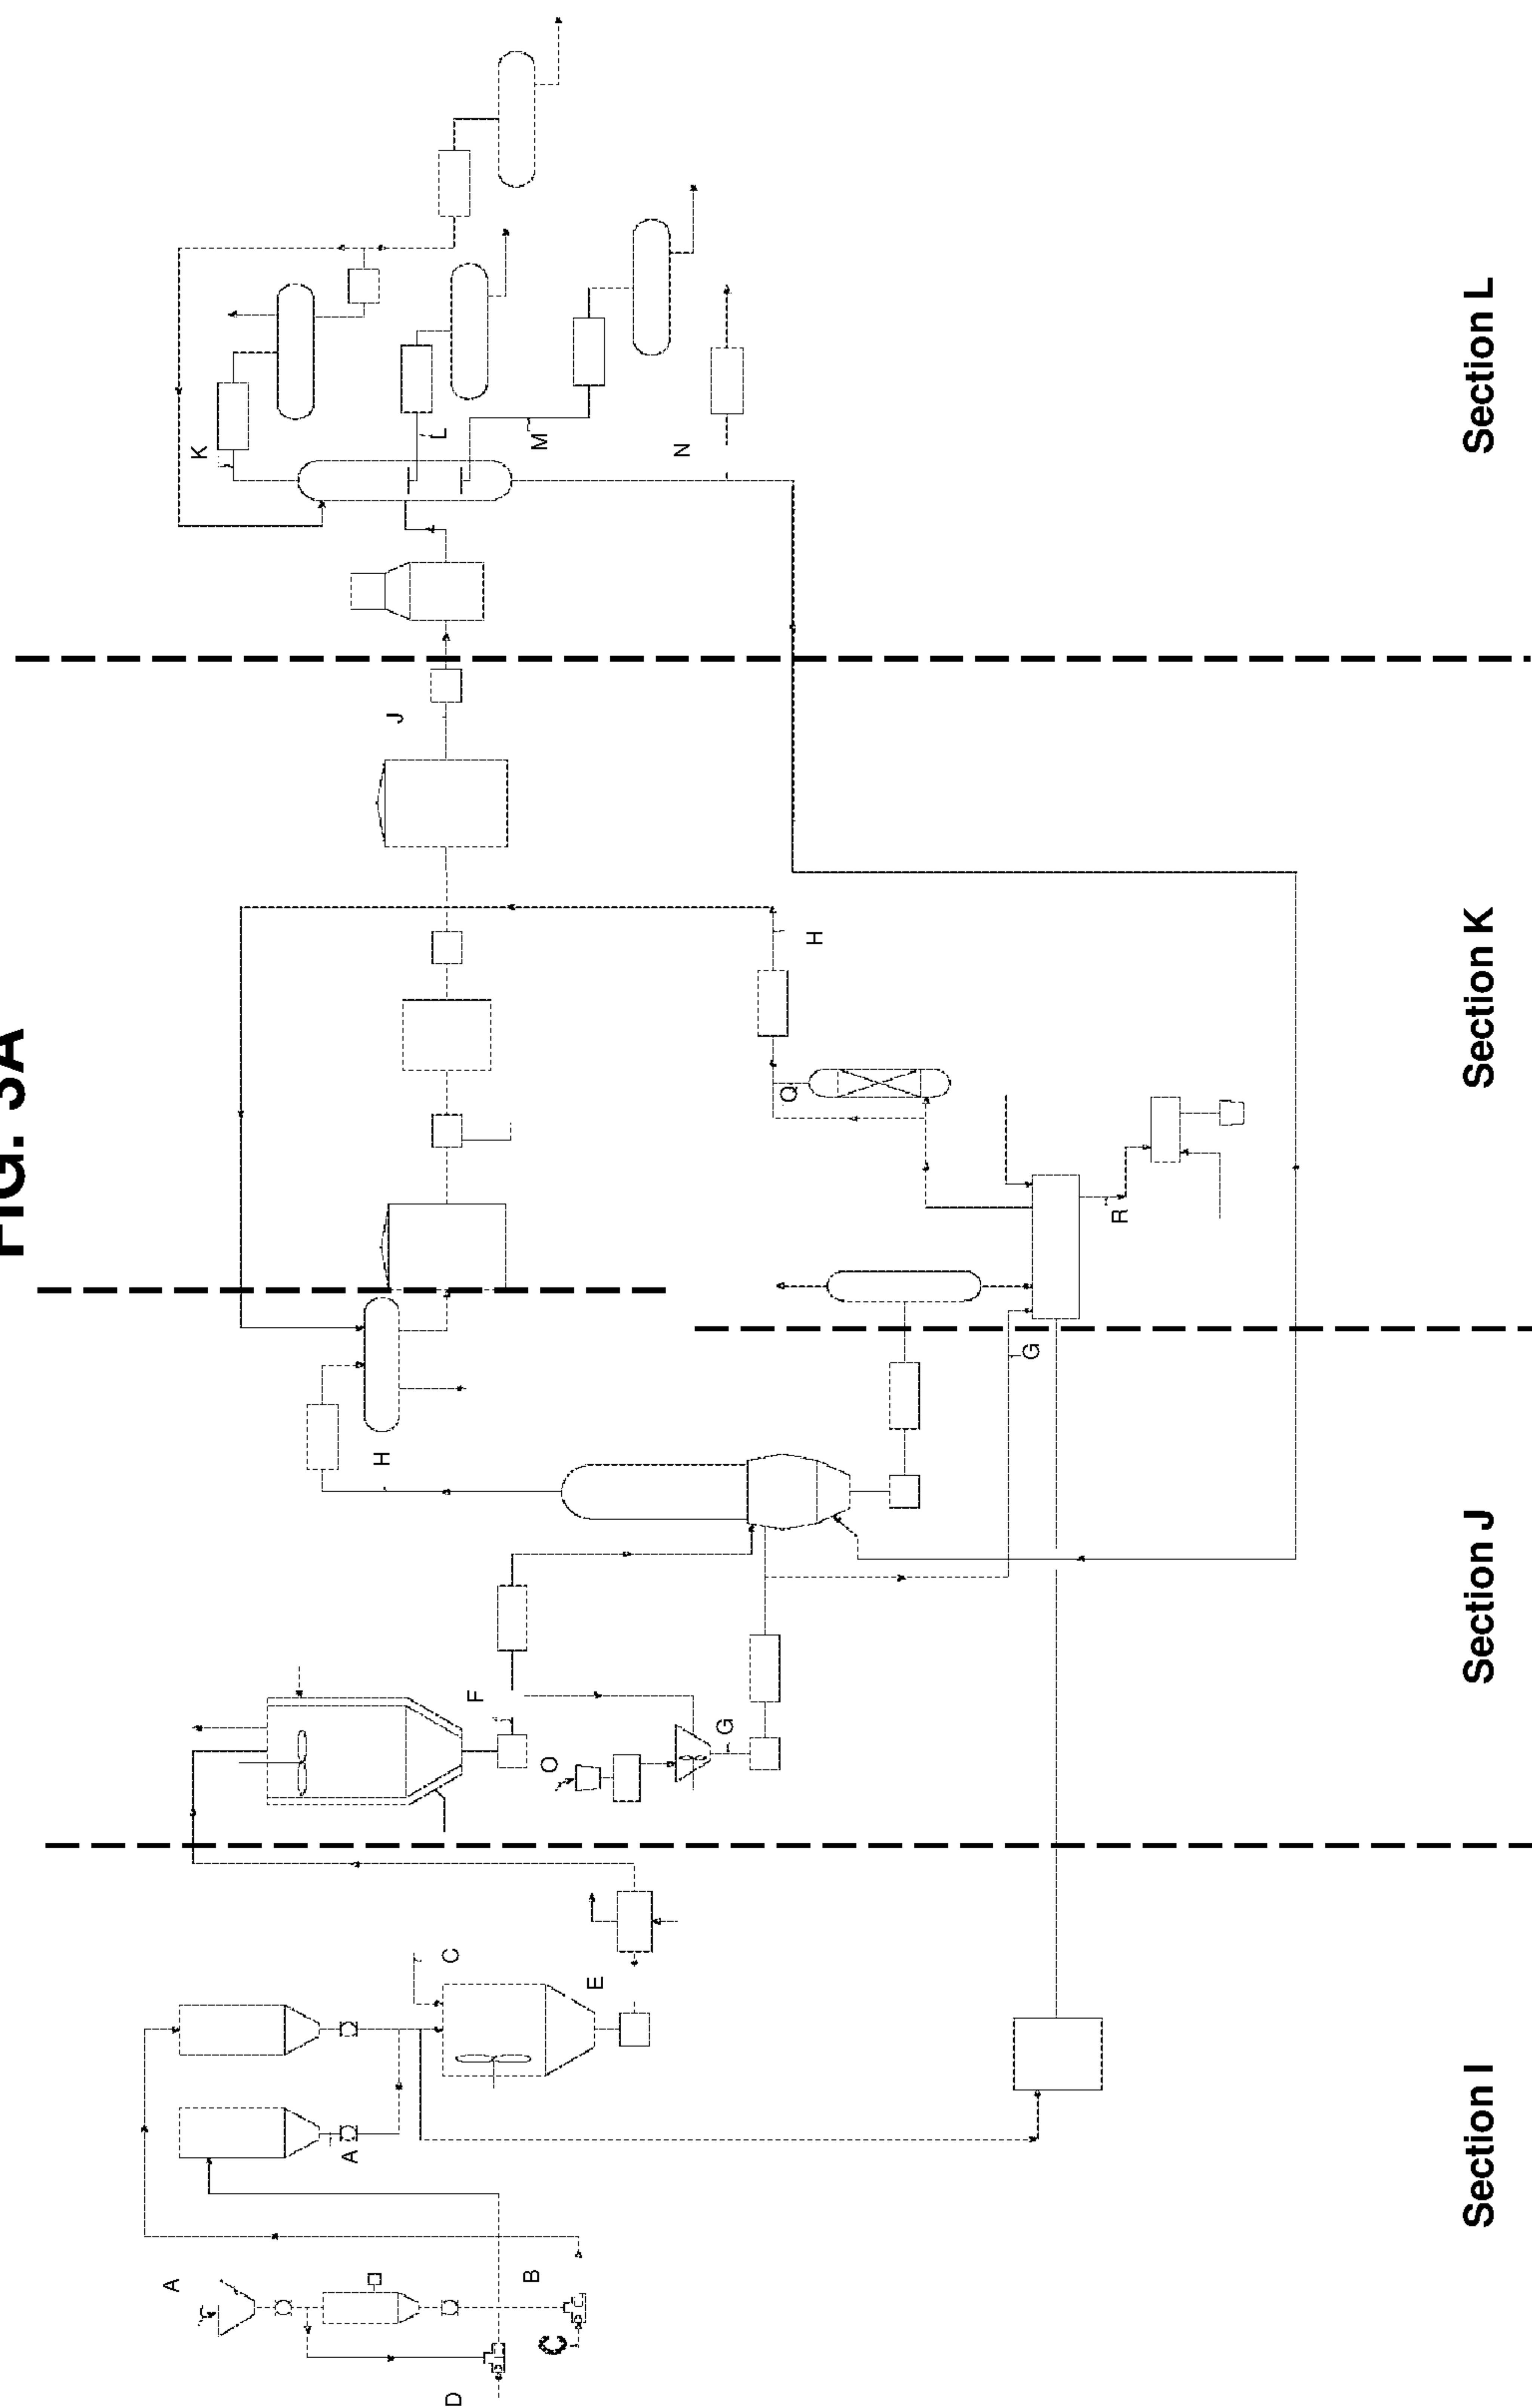 FIG. 3A
A
K
A
H
J
L
C
D
F
B
M
O
C
E
N
G
Q
H
G
R
Section I
Section J
Section K
Section L